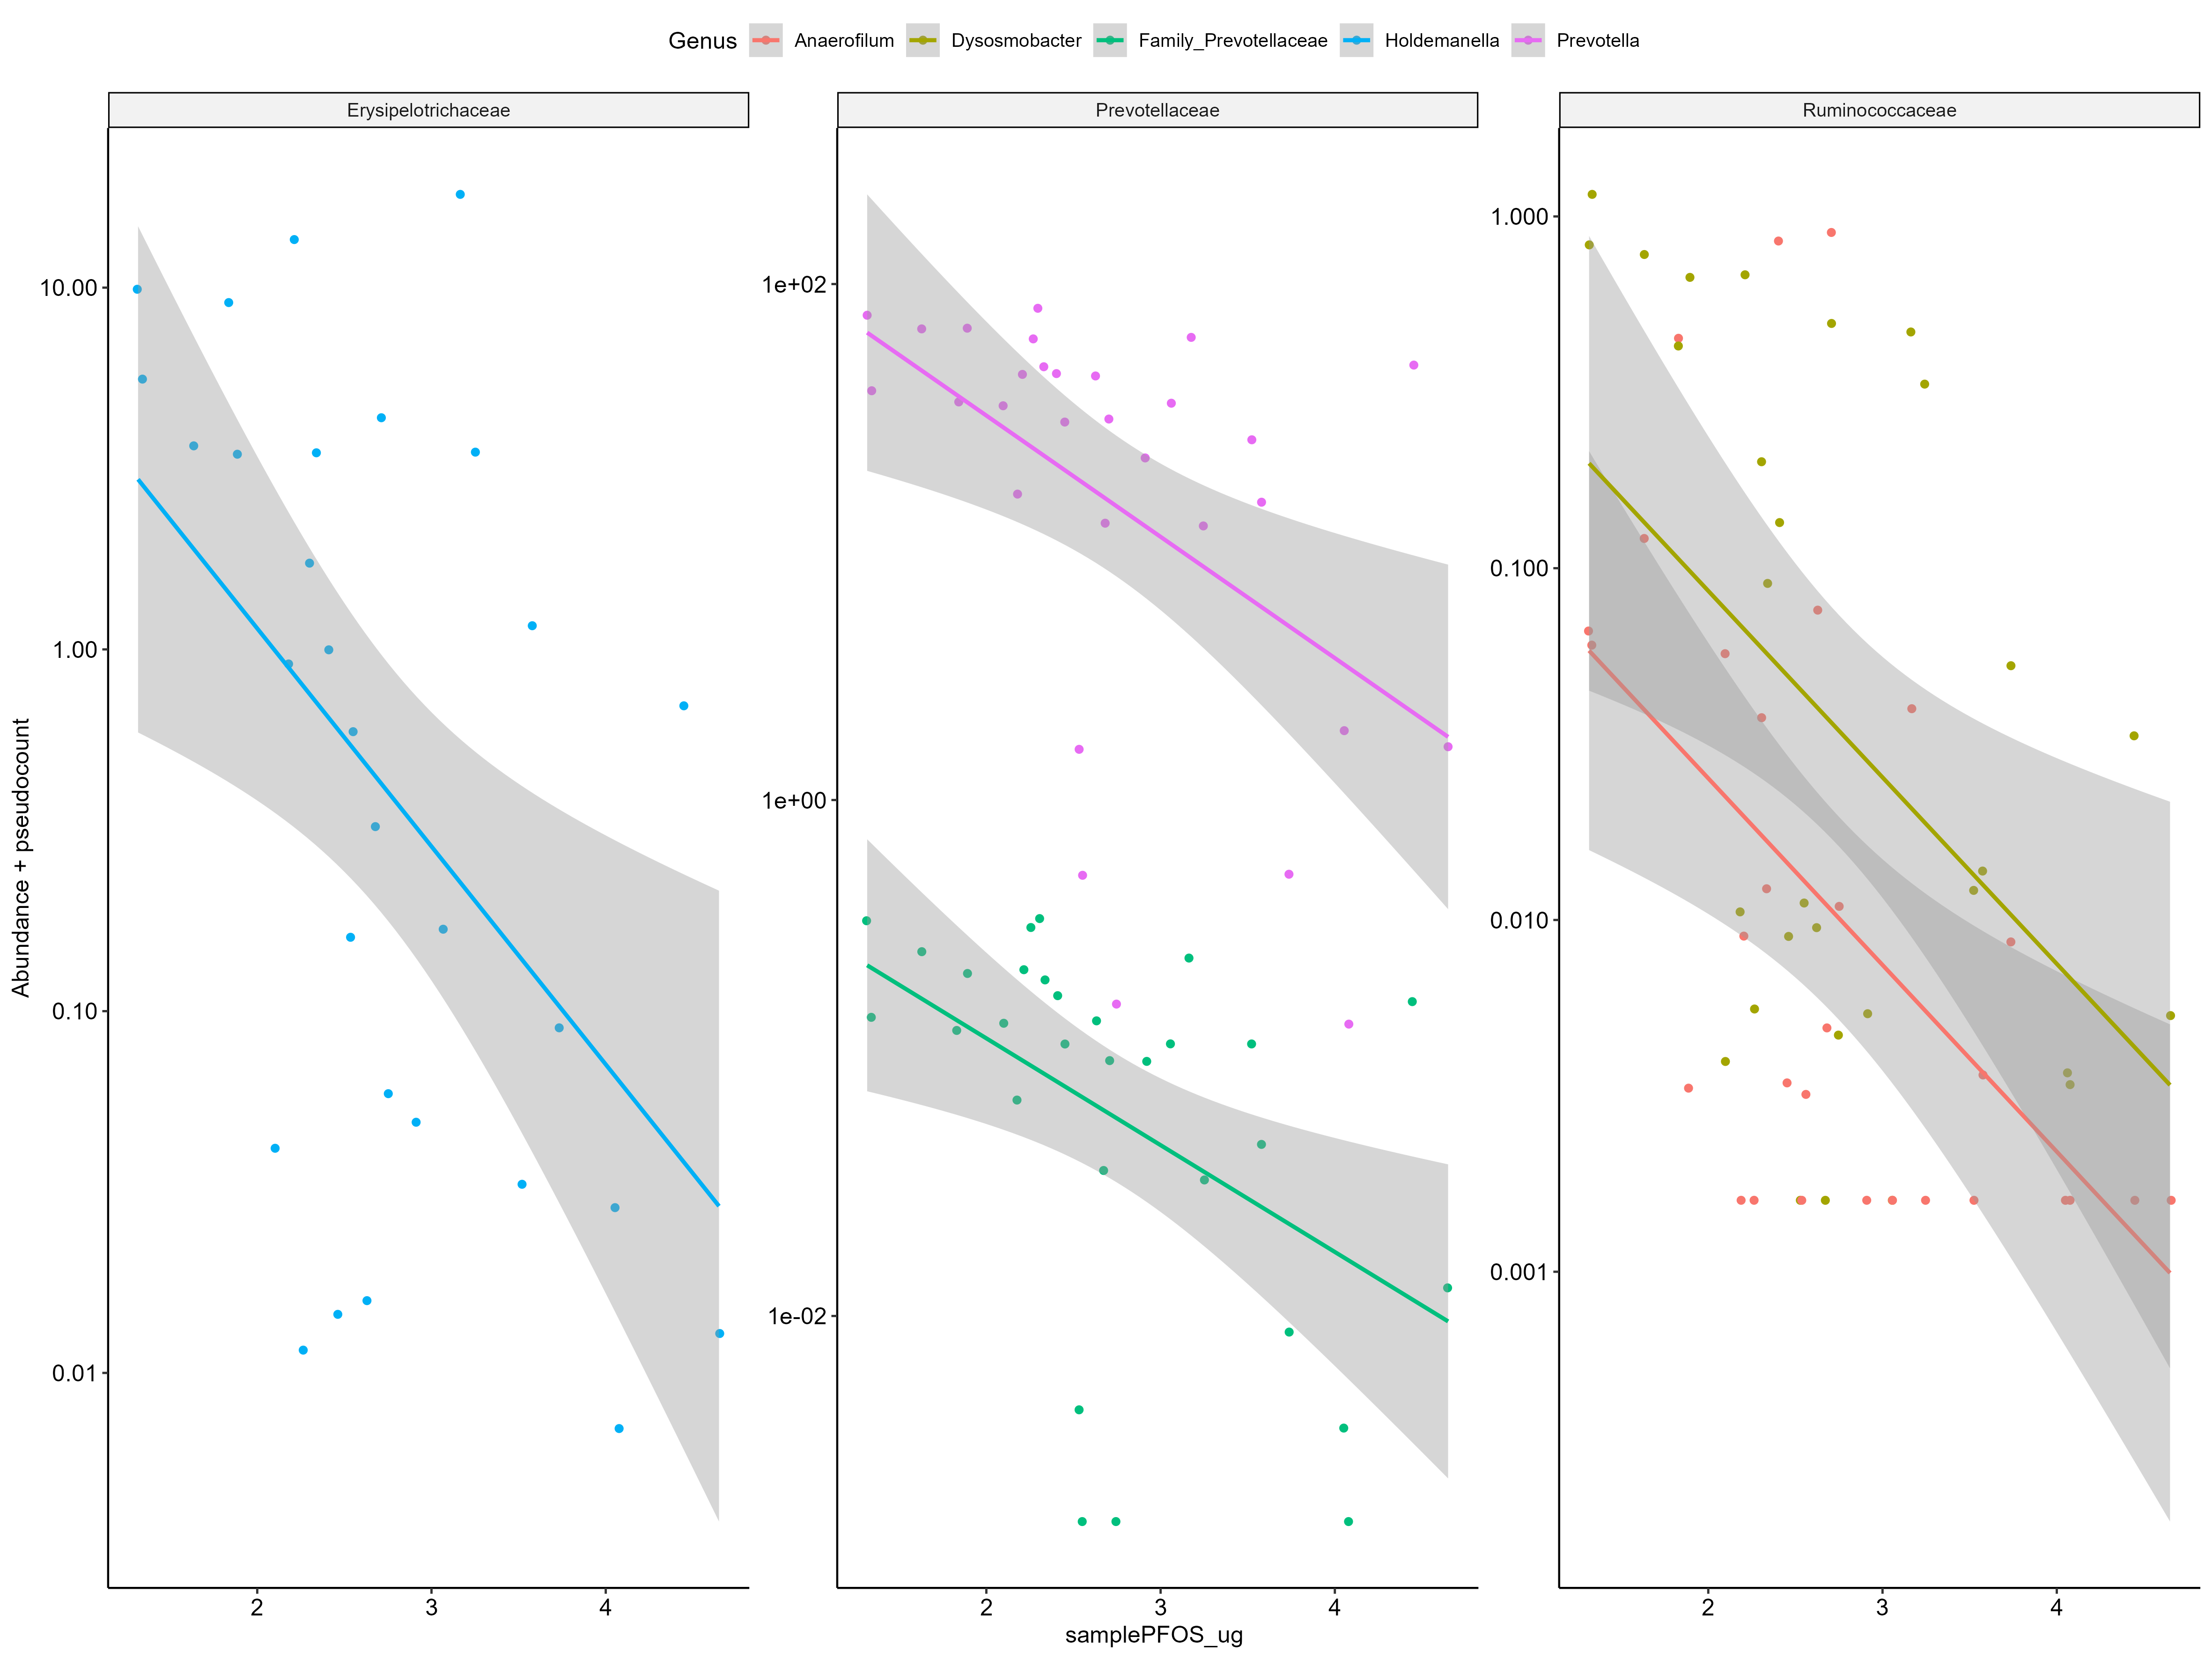 Genus Anaerofilum Dysosmobacter Family_Prevotellaceae Holdemanella Prevotella
Erysipelotrichaceae Prevotellaceae Ruminococcaceae
Abundance + pseudocount
10.00
1.00
0.10
0.01
1e+02
1e+00
1e-02
1.000
0.100
0.010
0.001
2 3 4
2 3 4
2 3 4
samplePFOS_ug